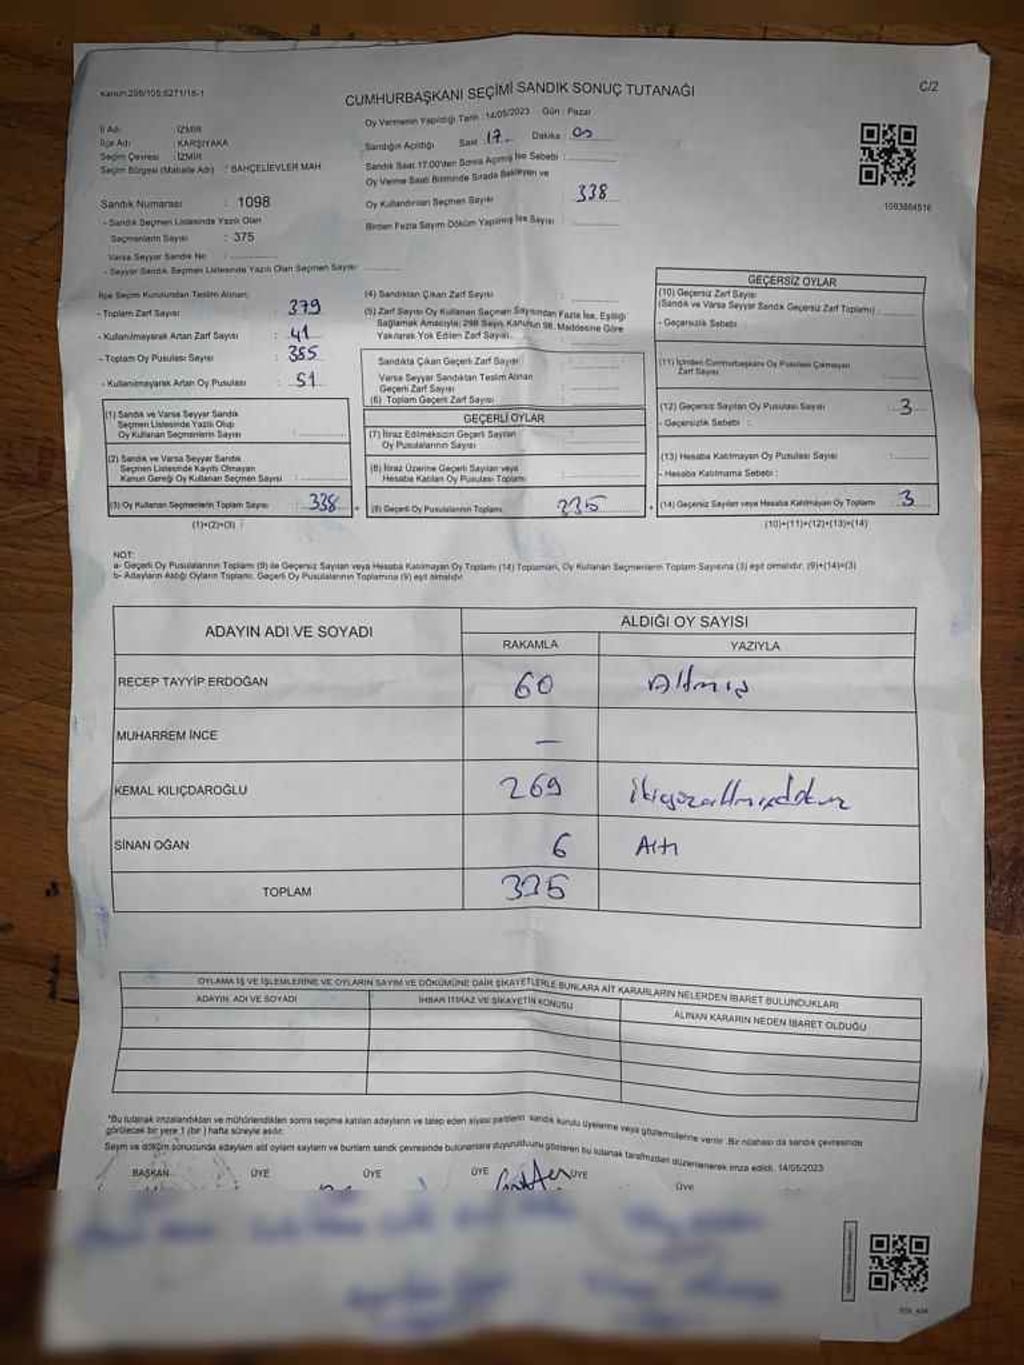 Kanun:298/105;6271/16-1
CUMHURBAŞKANI SEÇİMİ SANDIK SONUÇ TUTANAĞI
C/2
İl Adı : İZMİR
İlçe Adı : KARŞIYAKA
Seçim Çevresi : İZMİR
Seçim Bölgesi (Mahalle Adı) : BAHÇELİEVLER MAH
Sandık Numarası : 1098
- Sandık Seçmen Listesinde Yazılı Olan
Seçmenlerin Sayısı : 375
Varsa Seyyar Sandık No :
- Seyyar Sandık Seçmen Listesinde Yazılı Olan Seçmen Sayısı
Oy Vermenin Yapıldığı Tarih : 14/05/2023 Gün : Pazar
Sandığın Açıldığı Saat : 17 Dakika : 00
Sandık Saat 17:00'den Sonra Açılmış İse Sebebi :
Oy Verme Saati Bitiminde Sırada Bekleyen ve
Oy Kullandırılan Seçmen Sayısı : 338
Birden Fazla Sayım Döküm Yapılmış İse Sayısı
1093864516
İlçe Seçim Kurulundan Teslim Alınan:
- Toplam Zarf Sayısı : 379
- Kullanılmayarak Artan Zarf Sayısı : 41
- Toplam Oy Pusulası Sayısı : 385
- Kullanılmayarak Artan Oy Pusulası : 51
(4) Sandıktan Çıkan Zarf Sayısı :
(5) Zarf Sayısı Oy Kullanan Seçmen Sayısından Fazla İse, Eşitliği
Sağlamak Amacıyla; 298 Sayılı Kanunun 98. Maddesine Göre
Yakılarak Yok Edilen Zarf Sayısı
Sandıkta Çıkan Geçerli Zarf Sayısı :
Varsa Seyyar Sandıktan Teslim Alınan
Geçerli Zarf Sayısı
(6) Toplam Geçerli Zarf Sayısı :
GEÇERSİZ OYLAR
(10) Geçersiz Zarf Sayısı
(Sandık ve Varsa Seyyar Sandık Geçersiz Zarf Toplamı)
- Geçersizlik Sebebi :
(11) İçinden Cumhurbaşkanı Oy Pusulası Çıkmayan
Zarf Sayısı
(12) Geçersiz Sayılan Oy Pusulası Sayısı : 3
- Geçersizlik Sebebi :
(13) Hesaba Katılmayan Oy Pusulası Sayısı :
- Hesaba Katılmama Sebebi :
(14) Geçersiz Sayılan veya Hesaba Katılmayan Oy Toplamı : 3
(10)+(11)+(12)+(13)=(14)
(1) Sandık ve Varsa Seyyar Sandık
Seçmen Listesinde Yazılı Olup
Oy Kullanan Seçmenlerin Sayısı :
(2) Sandık ve Varsa Seyyar Sandık
Seçmen Listesinde Kayıtlı Olmayan
Kanun Gereği Oy Kullanan Seçmen Sayısı :
(3) Oy Kullanan Seçmenlerin Toplam Sayısı : 338
(1)+(2)=(3)
GEÇERLİ OYLAR
(7) İtiraz Edilmeksizin Geçerli Sayılan
Oy Pusulalarının Sayısı :
(8) İtiraz Üzerine Geçerli Sayılan veya
Hesaba Katılan Oy Pusulaları Toplamı :
(9) Geçerli Oy Pusulalarının Toplamı : 335
NOT:
a- Geçerli Oy Pusulalarının Toplamı (9) ile Geçersiz Sayılan veya Hesaba Katılmayan Oy Toplamı (14) Toplamları, Oy Kullanan Seçmenlerin Toplam Sayısına (3) eşit olmalıdır. (9)+(14)=(3)
b- Adayların Aldığı Oyların Toplamı, Geçerli Oy Pusulalarının Toplamına (9) eşit olmalıdır.
ADAYIN ADI VE SOYADI
ALDIĞI OY SAYISI
RAKAMLA YAZIYLA
RECEP TAYYİP ERDOĞAN 60 Altmış
MUHARREM İNCE —
KEMAL KILIÇDAROĞLU 269 ikiyüzaltmışdokuz
SİNAN OĞAN 6 Altı
TOPLAM 335
OYLAMA İŞ VE İŞLEMLERİNE VE OYLARIN SAYIM VE DÖKÜMÜNE DAİR ŞİKAYETLERLE BUNLARA AİT KARARLARIN NELERDEN İBARET BULUNDUKLARI
ADAYIN ADI VE SOYADI
İHBAR İTİRAZ VE ŞİKAYETİN KONUSU
ALINAN KARARIN NEDEN İBARET OLDUĞU
*Bu tutanak imzalandıktan ve mühürlendikten sonra seçime katılan adayların ve talep eden siyasi partilerin sandık kurulu üyelerine veya gözlemcilerine verilir. Bir nüshası da sandık çevresinde
görülecek bir yere 1 (bir) hafta süreyle asılır.
Sayım ve döküm sonucunda adayların aldı oyların sayılarını ve bunların sandık çevresinde bulunanlara duyurulduğunu gösteren bu tutanak tarafımızdan düzenlenerek imza edildi. 14/05/2023
BAŞKAN ÜYE ÜYE ÜYE ÜYE ÜYE